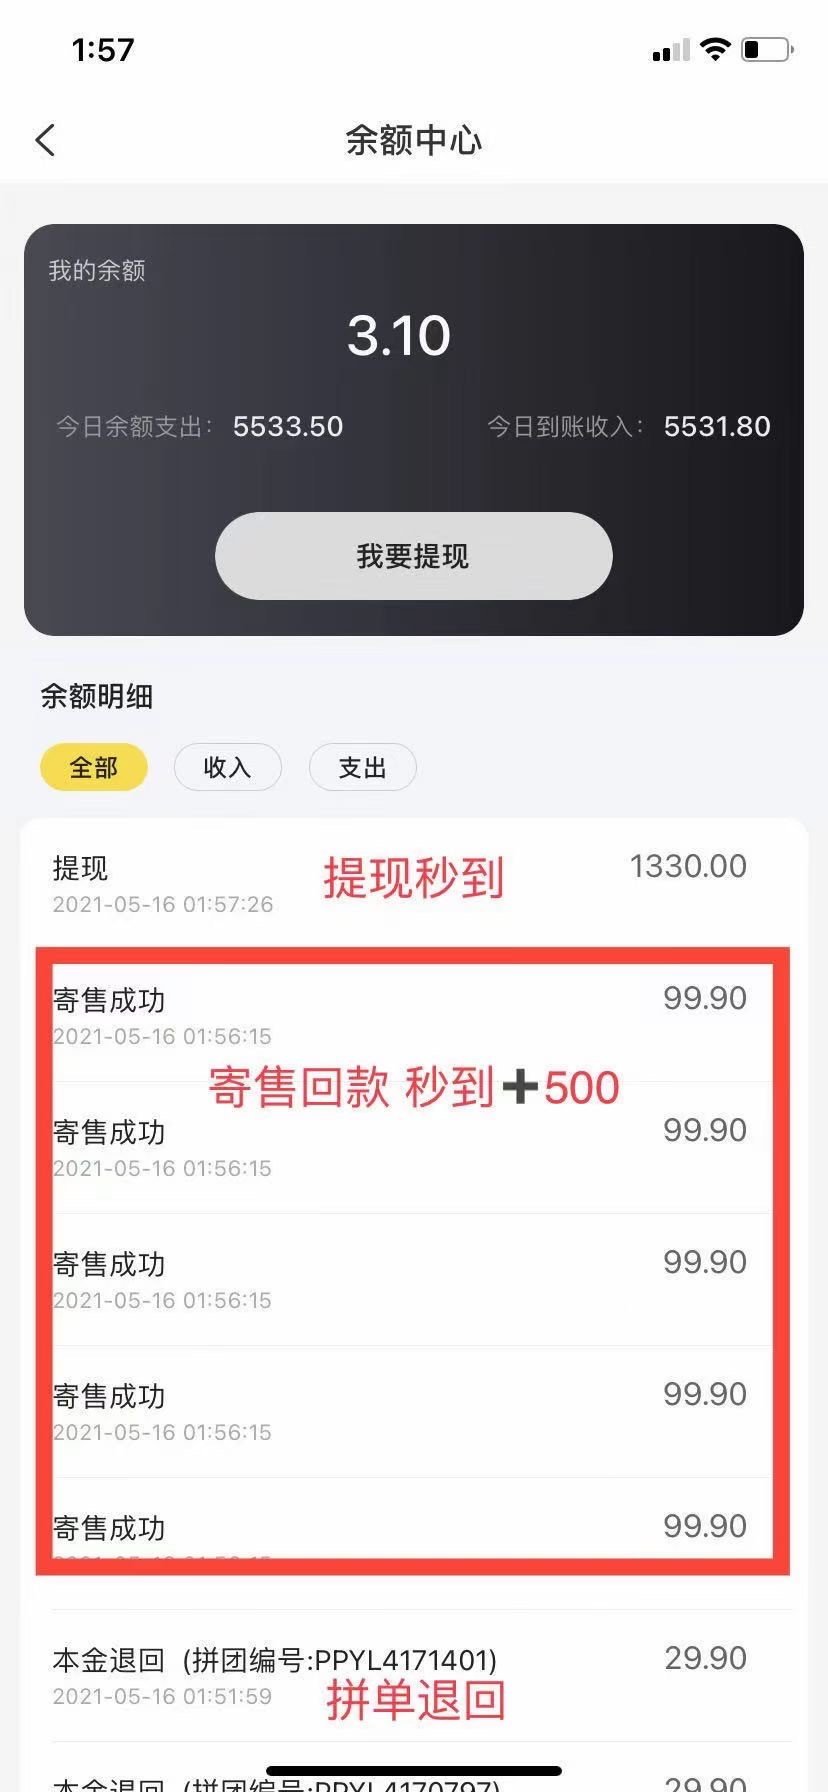 1:57
余额中心
我的余额
3.10
今日余额支出: 5533.50 今日到账收入: 5531.80
我要提现
余额明细
全部 收入 支出
提现 1330.00
提现秒到
2021-05-16 01:57:26
寄售成功 99.90
2021-05-16 01:56:15
寄售回款 秒到➕500
寄售成功 99.90
2021-05-16 01:56:15
寄售成功 99.90
2021-05-16 01:56:15
寄售成功 99.90
2021-05-16 01:56:15
寄售成功 99.90
本金退回 (拼团编号:PPYL4171401) 29.90
2021-05-16 01:51:59
拼单退回
本金退回 (拼团编号:PPYL4170797) 29.90